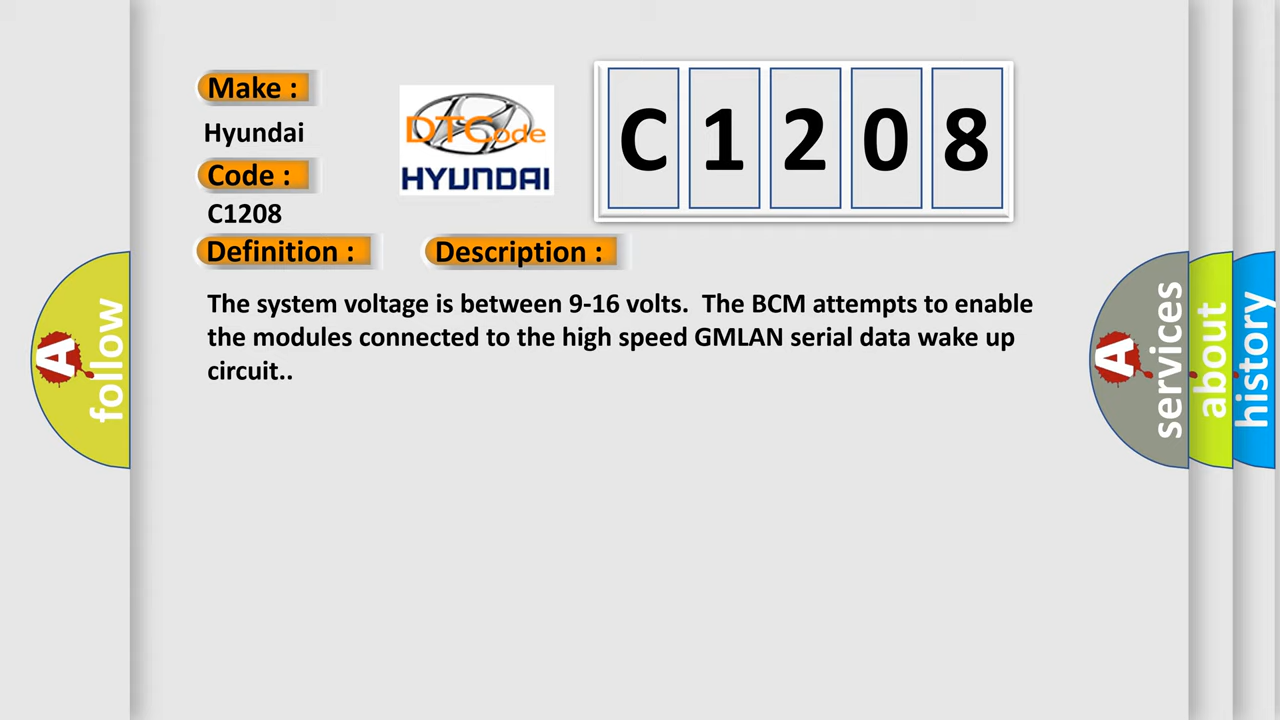 Make :
Hyundai
Code :
C1208
DTCode
HYUNDAI
C 1 2 0 8
Definition :
Description :
The system voltage is between 9-16 volts  The BCM attempts to enable
the modules connected to the high speed GMLAN serial data wake up
circuit..
A follow
A services
about
history